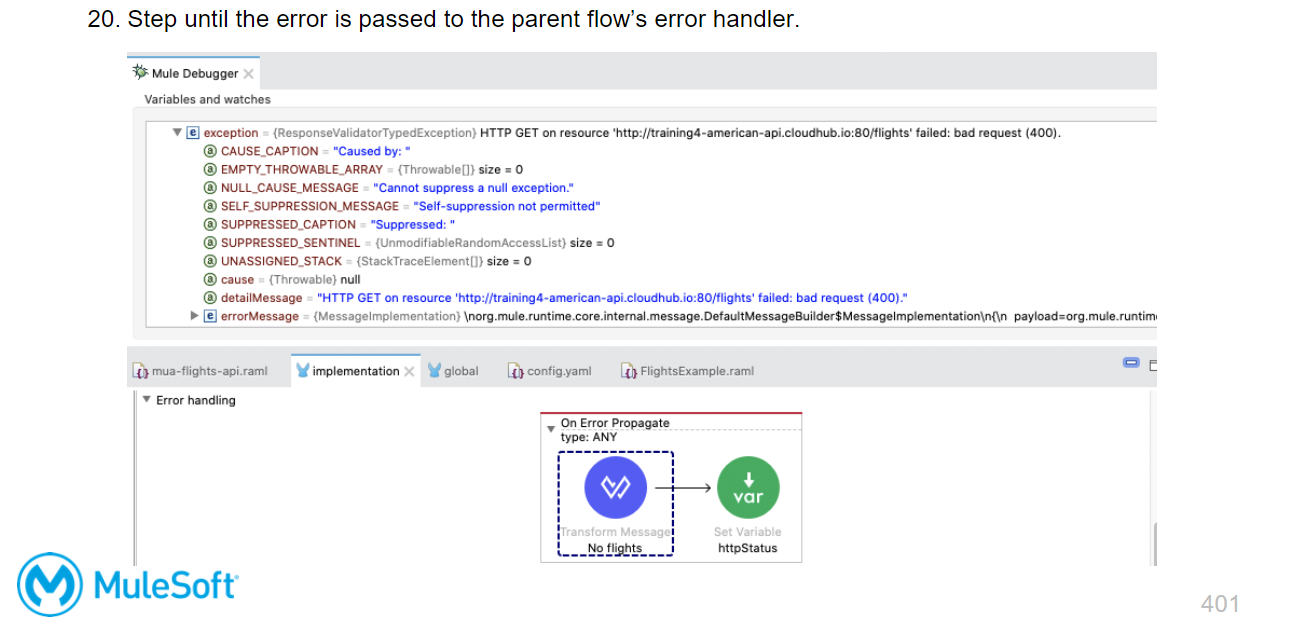 20. Step until the error is passed to the parent flow’s error handler.
Mule Debugger
Variables and watches
exception = {ResponseValidatorTypedException} HTTP GET on resource 'http://training4-american-api.cloudhub.io:80/flights' failed: bad request (400).
CAUSE_CAPTION = "Caused by: "
EMPTY_THROWABLE_ARRAY = {Throwable[]} size = 0
NULL_CAUSE_MESSAGE = "Cannot suppress a null exception."
SELF_SUPPRESSION_MESSAGE = "Self-suppression not permitted"
SUPPRESSED_CAPTION = "Suppressed: "
SUPPRESSED_SENTINEL = {UnmodifiableRandomAccessList} size = 0
UNASSIGNED_STACK = {StackTraceElement[]} size = 0
cause = {Throwable} null
detailMessage = "HTTP GET on resource 'http://training4-american-api.cloudhub.io:80/flights' failed: bad request (400)."
errorMessage = {MessageImplementation} \norg.mule.runtime.core.internal.message.DefaultMessageBuilder$MessageImplementation\n{\n payload=org.mule.runtim
mua-flights-api.raml implementation global config.yaml FlightsExample.raml
Error handling
On Error Propagate
type: ANY
var
Transform Message Set Variable
No flights httpStatus
MuleSoft
401